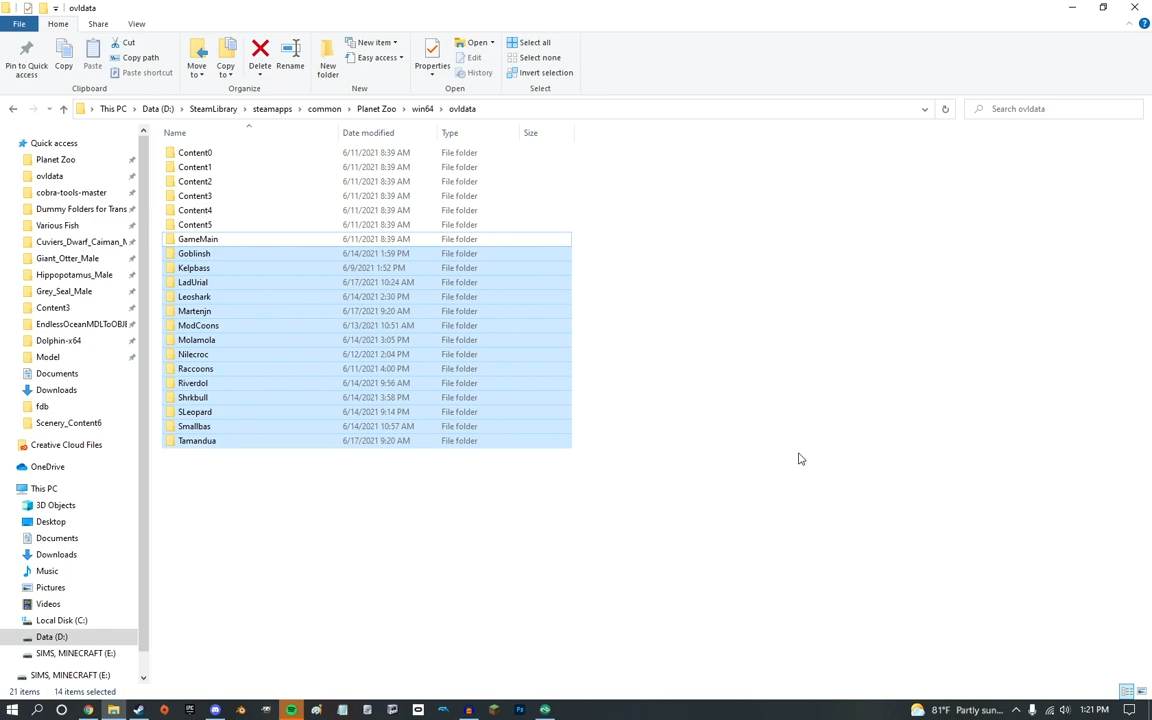 ovldata
File Home Share View
Pin to Quick access
Copy
Paste
Cut
Copy path
Paste shortcut
Move to
Copy to
Delete
Rename
New folder
New item
Easy access
Properties
Open
Edit
History
Select all
Select none
Invert selection
Clipboard Organize New Open Select
This PC > Data (D:) > SteamLibrary > steamapps > common > Planet Zoo > win64 > ovldata
Search ovldata
Name Date modified Type Size
Content0 6/11/2021 8:39 AM File folder
Content1 6/11/2021 8:39 AM File folder
Content2 6/11/2021 8:39 AM File folder
Content3 6/11/2021 8:39 AM File folder
Content4 6/11/2021 8:39 AM File folder
Content5 6/11/2021 8:39 AM File folder
GameMain 6/11/2021 8:39 AM File folder
Goblinsh 6/14/2021 1:59 PM File folder
Kelpbass 6/9/2021 1:52 PM File folder
LadUrial 6/17/2021 10:24 AM File folder
Leoshark 6/14/2021 2:30 PM File folder
Martenjn 6/17/2021 9:20 AM File folder
ModCoons 6/13/2021 10:51 AM File folder
Molamola 6/14/2021 3:05 PM File folder
Nilecroc 6/12/2021 2:04 PM File folder
Raccoons 6/11/2021 4:00 PM File folder
Riverdol 6/14/2021 9:56 AM File folder
Shrkbull 6/14/2021 3:58 PM File folder
SLeopard 6/14/2021 9:14 PM File folder
Smallbas 6/14/2021 10:57 AM File folder
Tamandua 6/17/2021 9:20 AM File folder
Quick access
Planet Zoo
ovldata
cobra-tools-master
Dummy Folders for Trans
Various Fish
Cuviers_Dwarf_Caiman_M
Giant_Otter_Male
Hippopotamus_Male
Grey_Seal_Male
Content3
EndlessOceanMDLToOBJE
Dolphin-x64
Model
Documents
Downloads
fdb
Scenery_Content6
Creative Cloud Files
OneDrive
This PC
3D Objects
Desktop
Documents
Downloads
Music
Pictures
Videos
Local Disk (C:)
Data (D:)
SIMS, MINECRAFT (E:)
SIMS, MINECRAFT (E:)
21 items 14 items selected
81°F Partly sun... 1:21 PM